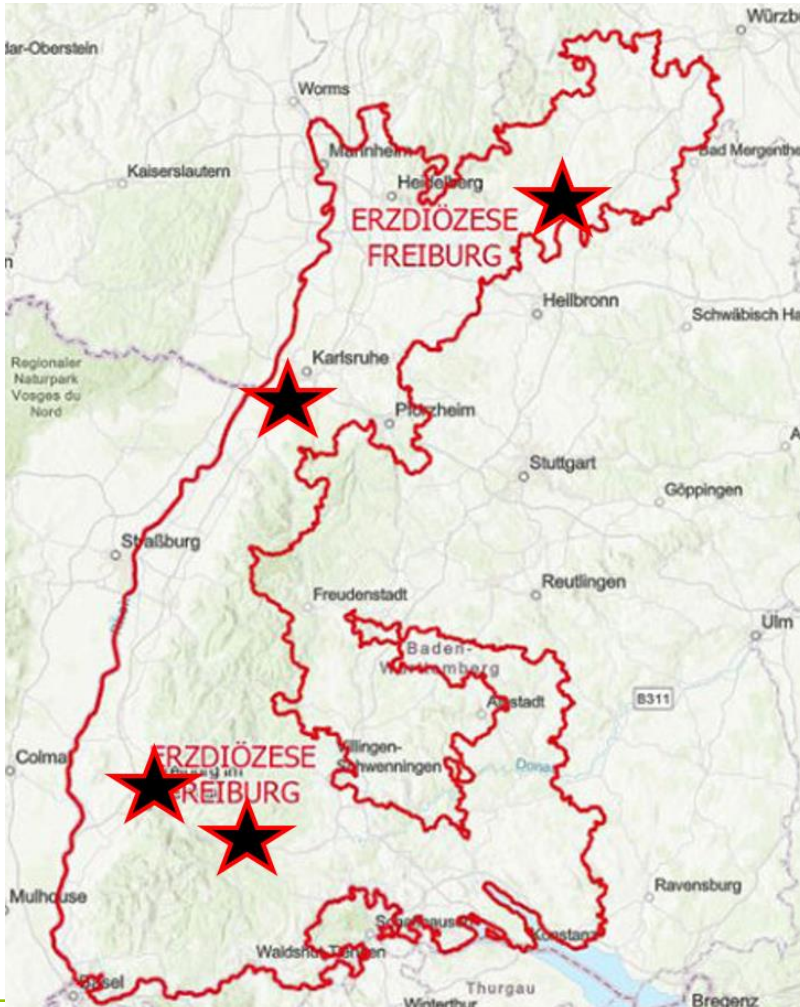 Würzb
dar-Oberstein
Worms
Mannheim
Bad Mergenthe
Kaiserslautern
Heidelberg
ERZDIÖZESE
FREIBURG
Heilbronn
Schwäbisch Ha
Karlsruhe
Regionaler
Naturpark
Vosges du
Nord
Pforzheim
A
Stuttgart
Göppingen
Straßburg
Reutlingen
Freudenstadt
Ulm
Baden-
Württemberg
B311
Albstadt
Colma
ERZDIÖZESE
FREIBURG
Villingen-
Schwenningen
Donau
Ravensburg
Mulhouse
Schaffhausen
Konstanz
Waldshut-Tiengen
Basel
Thurgau
Winterthur
Bregenz